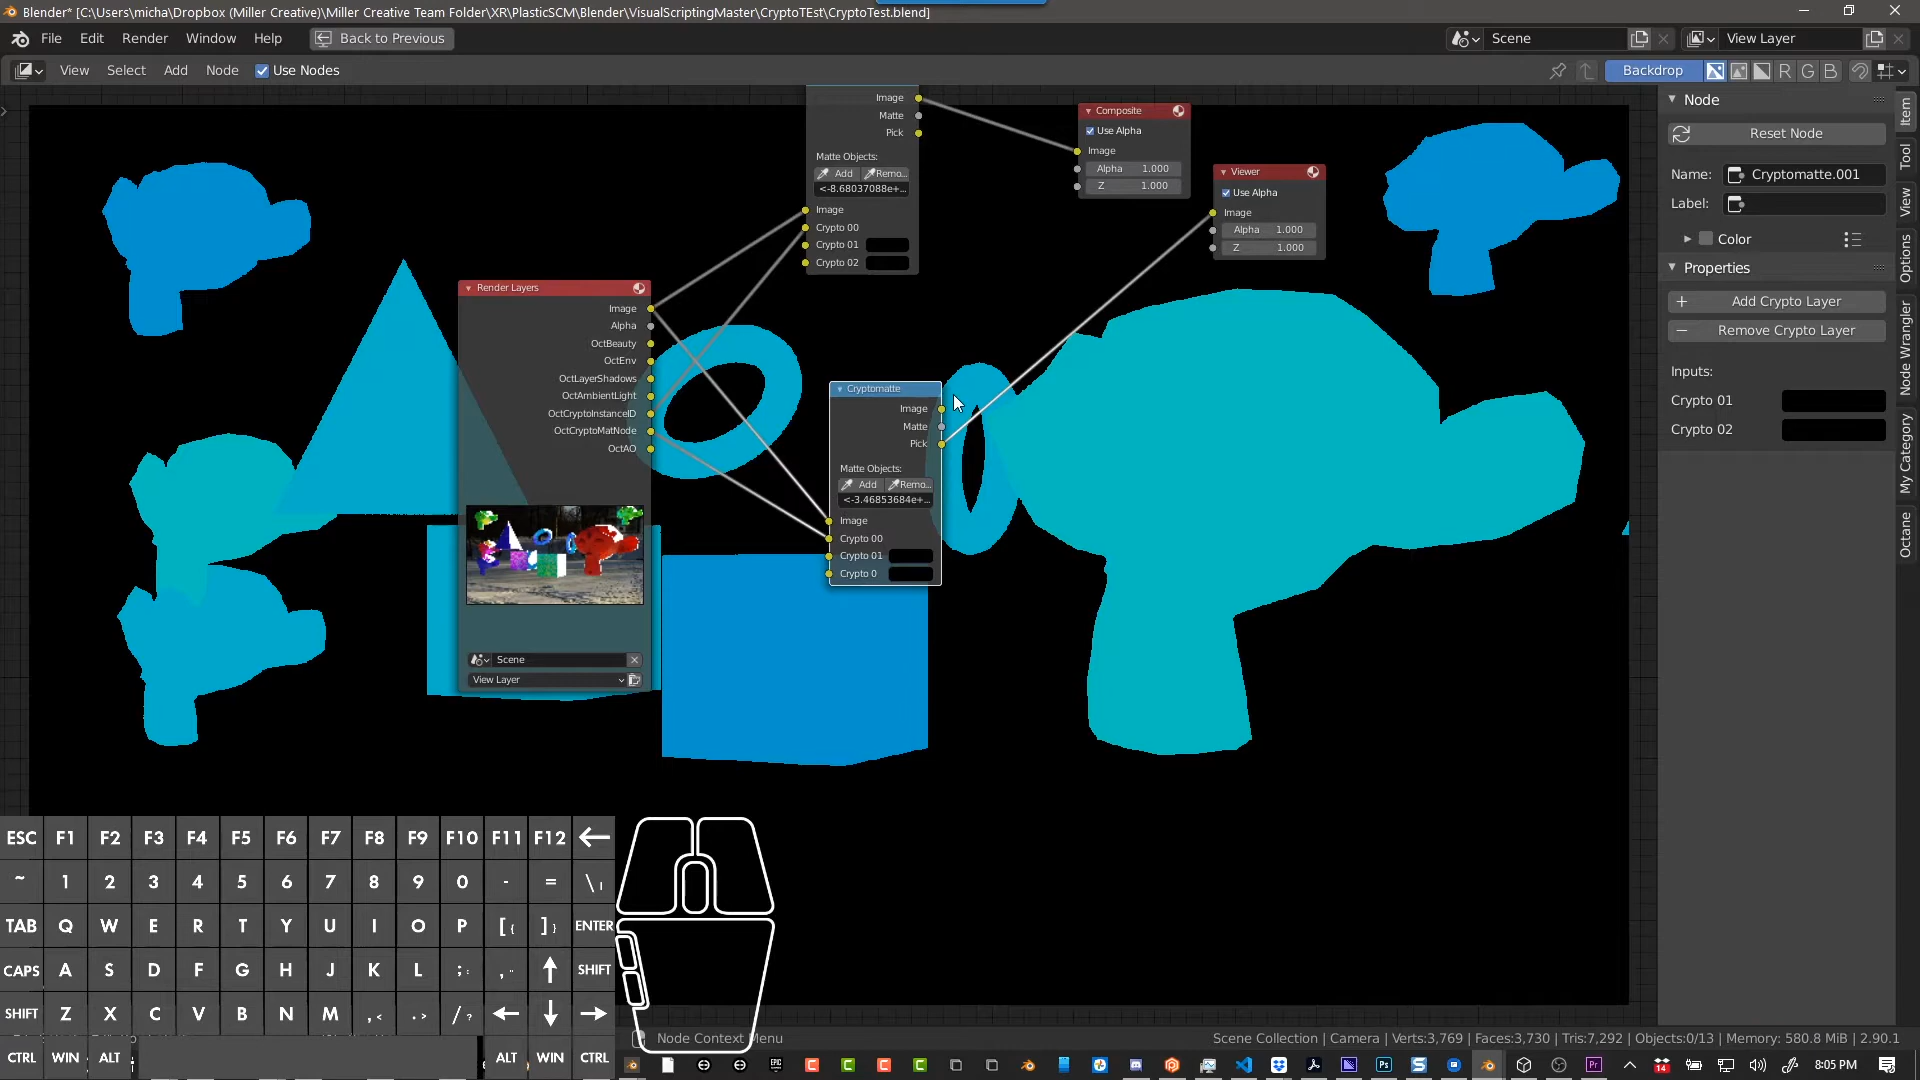 Blender* [C:\Users\micha\Dropbox (Miller Creative)\Miller Creative Team Folder\XR\PlasticSCM\Blender\VisualScriptingMaster\CryptoTEst\CryptoTest.blend]
File Edit Render Window Help Back to Previous
Scene
View Layer
View Select Add Node Use Nodes
Backdrop
R G B
Image
Matte
Pick
Matte Objects:
Add Remo...
<-8.68037088e+...
Image
Crypto 00
Crypto 01
Crypto 02
Composite
Use Alpha
Image
Alpha 1.000
Z 1.000
Viewer
Use Alpha
Image
Alpha 1.000
Z 1.000
Render Layers
Image
Alpha
OctBeauty
OctEnv
OctLayerShadows
OctAmbientLight
OctCryptoInstanceID
OctCryptoMatNode
OctAO
Scene
View Layer
Cryptomatte
Image
Matte
Pick
Matte Objects:
Add Remo...
<-3.46853684e+...
Image
Crypto 00
Crypto 01
Crypto 0
Node
Reset Node
Name: Cryptomatte.001
Label:
Color
Properties
Add Crypto Layer
Remove Crypto Layer
Inputs:
Crypto 01
Crypto 02
Item
Tool
View
Options
Node Wrangler
My Category
Octane
ESC F1 F2 F3 F4 F5 F6 F7 F8 F9 F10 F11 F12
~ 1 2 3 4 5 6 7 8 9 0 - = \ |
TAB Q W E R T Y U I O P [ { ] } ENTER
CAPS A S D F G H J K L ; : , " SHIFT
SHIFT Z X C V B N M , < . > / ?
CTRL WIN ALT ALT WIN CTRL
Node Context Menu
Scene Collection | Camera | Verts:3,769 | Faces:3,730 | Tris:7,292 | Objects:0/13 | Memory: 580.8 MiB | 2.90.1
14
8:05 PM